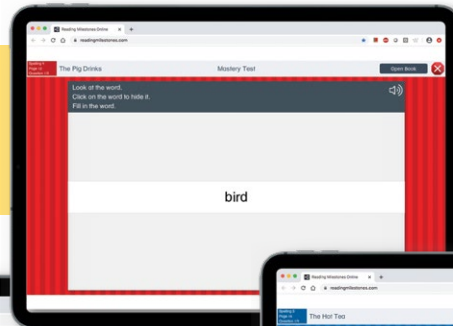 Reading Milestones Online
readingmilestones.com
The Pig Drinks
Mastery Test
Open Book
Look at the word.
Click on the word to hide it.
Fill in the word.
bird
Reading Milestones Online
readingmilestones.com
The Hot Tea